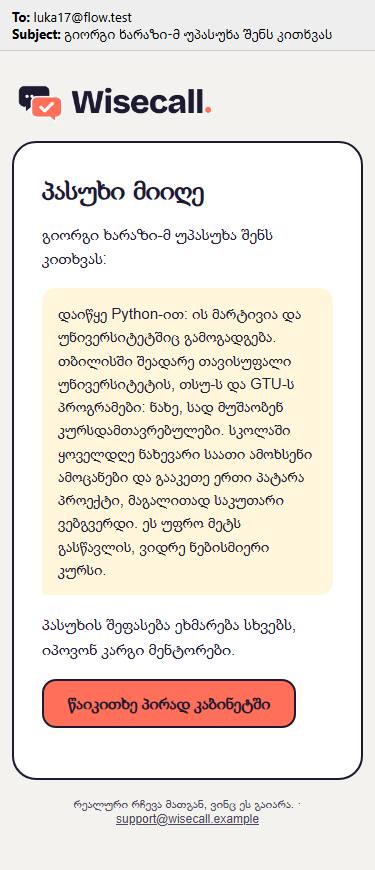 To: luka17@flow.test
Subject: გიორგი ხარაზი-მ უპასუხა შენს კითხვას
Wisecall.
პასუხი მიიღე
გიორგი ხარაზი-მ უპასუხა შენს
კითხვას:
დაიწყე Python-ით: ის მარტივია და
უნივერსიტეტშიც გამოგადგება.
თბილისში შეადარე თავისუფალი
უნივერსიტეტის, თსუ-ს და GTU-ს
პროგრამები: ნახე, სად მუშაობენ
კურსდამთავრებულები. სკოლაში
ყოველდღე ნახევარი საათი ამოხსენი
ამოცანები და გააკეთე ერთი პატარა
პროექტი, მაგალითად საკუთარი
ვებგვერდი. ეს უფრო მეტს
გასწავლის, ვიდრე ნებისმიერი
კურსი.
პასუხის შეფასება ეხმარება სხვებს,
იპოვონ კარგი მენტორები.
წაიკითხე პირად კაბინეტში
რეალური რჩევა მათგან, ვინც ეს გაიარა. ·
support@wisecall.example